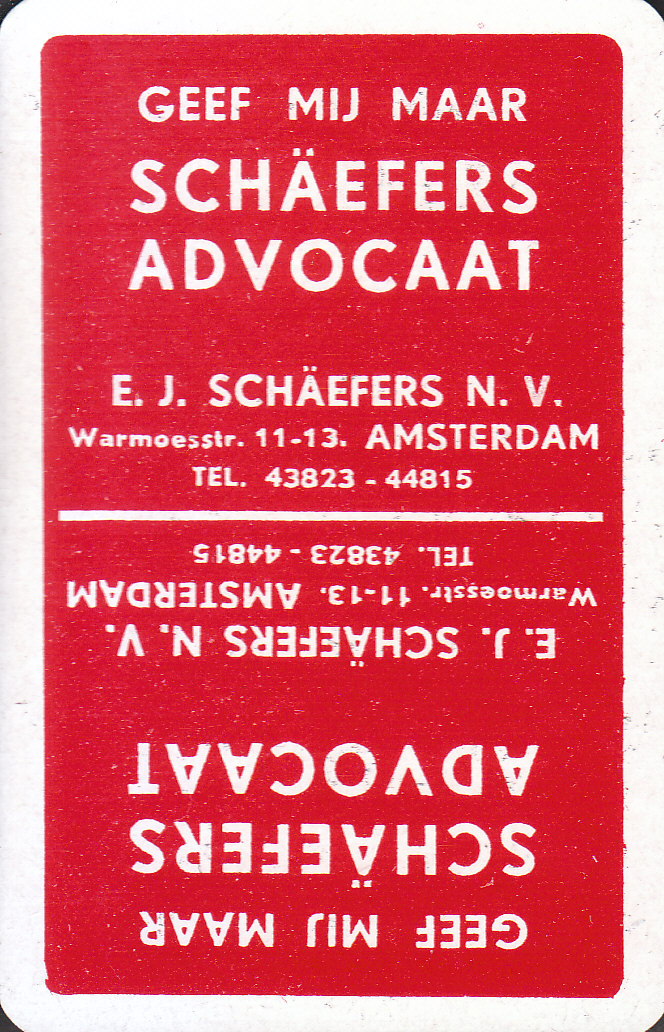 GEEF MIJ MAAR
SCHÄEFERS
ADVOCAAT
E. J. SCHÄEFERS N. V.
Warmoesstr. 11-13. AMSTERDAM
TEL. 43823 - 44815
GEEF MIJ MAAR
SCHÄEFERS
ADVOCAAT
E. J. SCHÄEFERS N. V.
Warmoesstr. 11-13. AMSTERDAM
TEL. 43823 - 44815